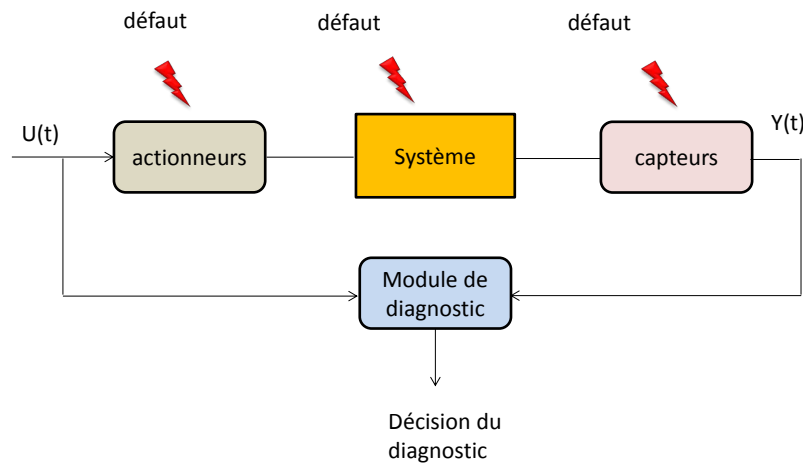 défaut
défaut
défaut
U(t)
Y(t)
actionneurs
Système
capteurs
Module de
diagnostic
Décision du
diagnostic